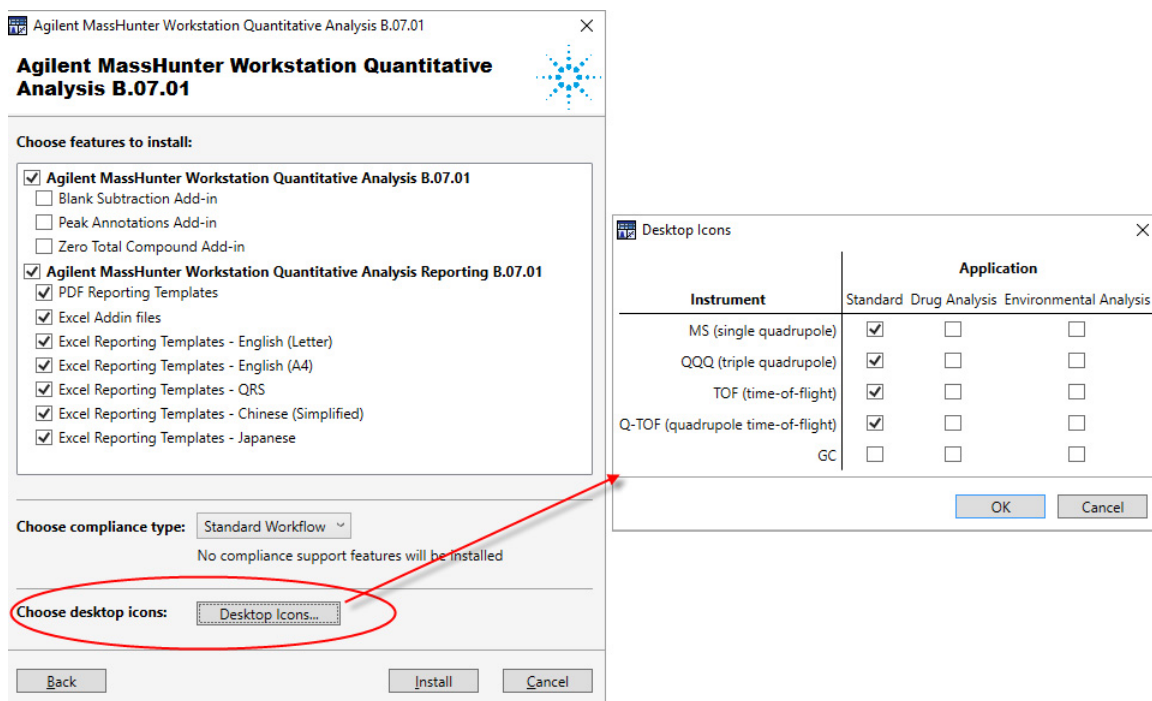 Agilent MassHunter Workstation Quantitative Analysis B.07.01
Agilent MassHunter Workstation Quantitative
Analysis B.07.01
Choose features to install:
Agilent MassHunter Workstation Quantitative Analysis B.07.01
Blank Subtraction Add-in
Peak Annotations Add-in
Zero Total Compound Add-in
Agilent MassHunter Workstation Quantitative Analysis Reporting B.07.01
PDF Reporting Templates
Excel Addin files
Excel Reporting Templates - English (Letter)
Excel Reporting Templates - English (A4)
Excel Reporting Templates - QRS
Excel Reporting Templates - Chinese (Simplified)
Excel Reporting Templates - Japanese
Choose compliance type: Standard Workflow
No compliance support features will be installed
Choose desktop icons: Desktop Icons...
Back Install Cancel
Desktop Icons
Application
Instrument Standard Drug Analysis Environmental Analysis
MS (single quadrupole)
QQQ (triple quadrupole)
TOF (time-of-flight)
Q-TOF (quadrupole time-of-flight)
GC
OK Cancel